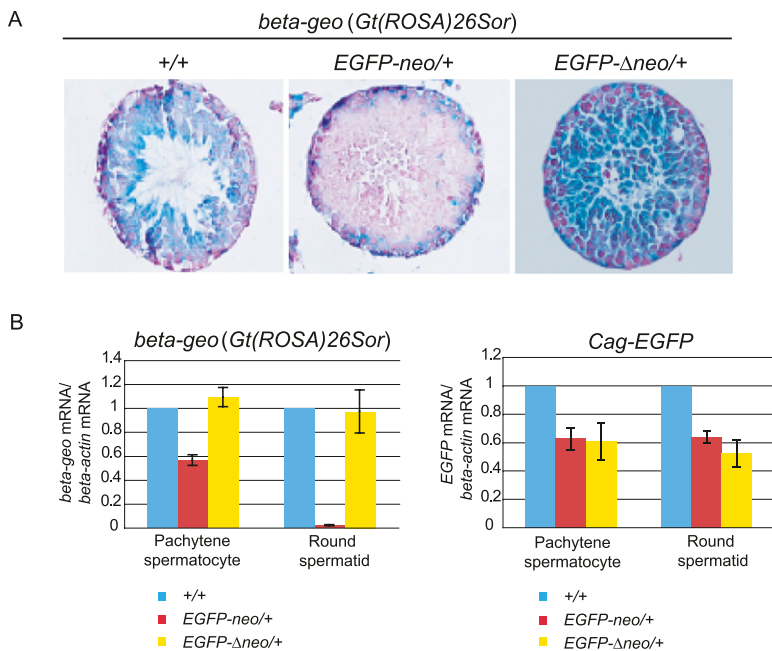 A
beta-geo (Gt(ROSA)26Sor)
+/+
EGFP-neo/+
EGFP-Δneo/+
B
beta-geo (Gt(ROSA)26Sor)
beta-geo mRNA/
beta-actin mRNA
1.4
1.2
1
0.8
0.6
0.4
0.2
0
Pachytene
spermatocyte
Round
spermatid
+/+
EGFP-neo/+
EGFP-Δneo/+
Cag-EGFP
EGFP mRNA/
beta-actin mRNA
1.2
1
0.8
0.6
0.4
0.2
0
Pachytene
spermatocyte
Round
spermatid
+/+
EGFP-neo/+
EGFP-Δneo/+